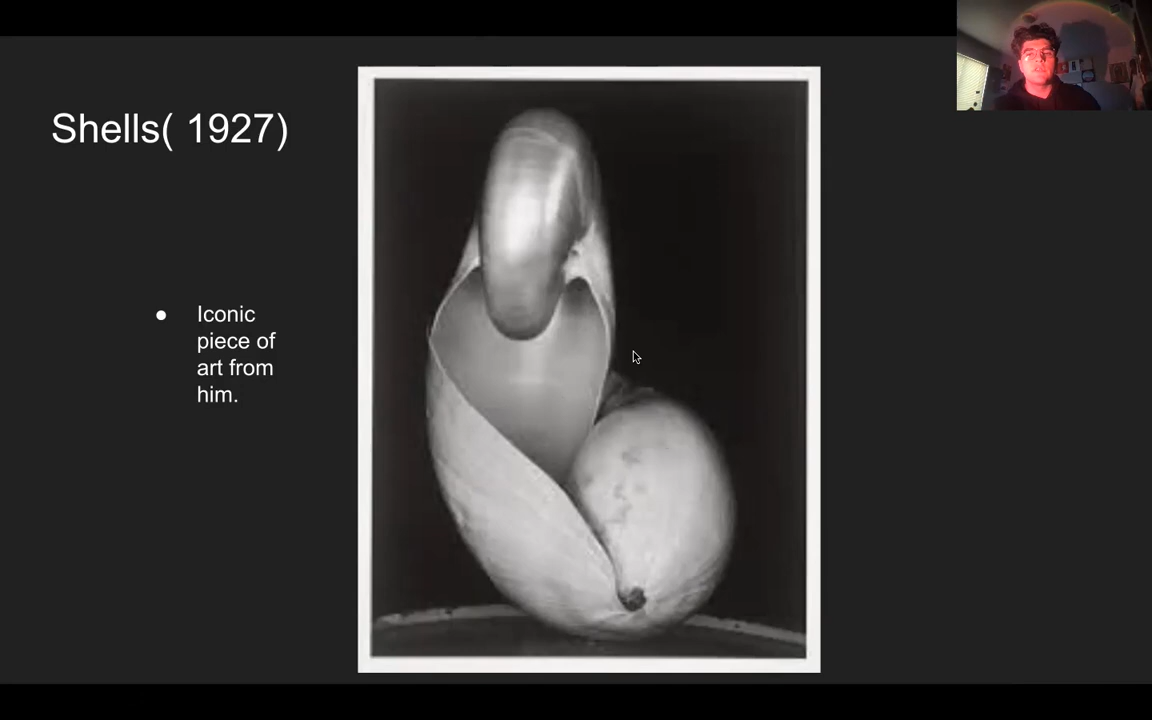 Shells( 1927)
● Iconic
piece of
art from
him.